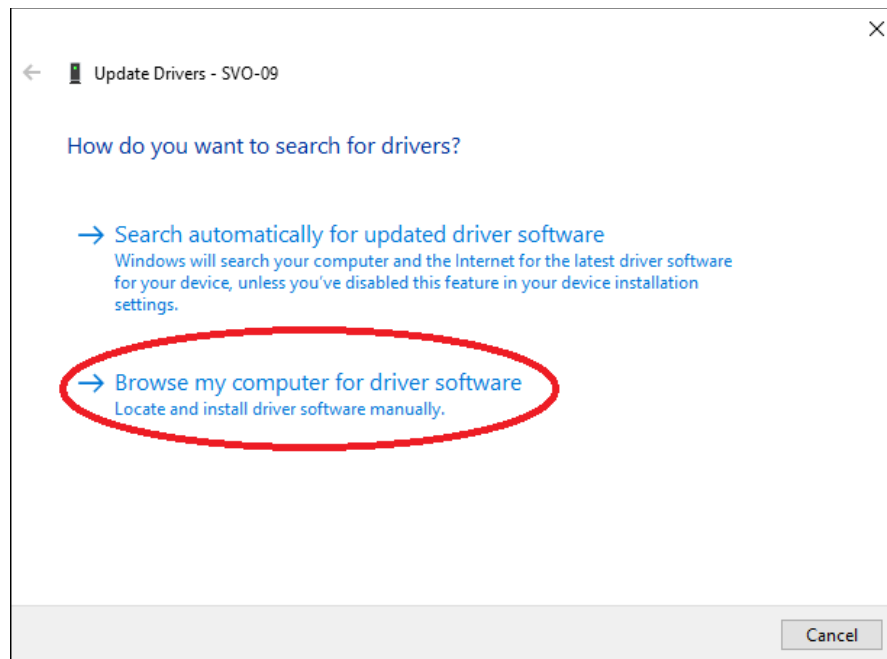 Update Drivers - SVO-09
How do you want to search for drivers?
Search automatically for updated driver software
Windows will search your computer and the Internet for the latest driver software
for your device, unless you've disabled this feature in your device installation
settings.
Browse my computer for driver software
Locate and install driver software manually.
Cancel